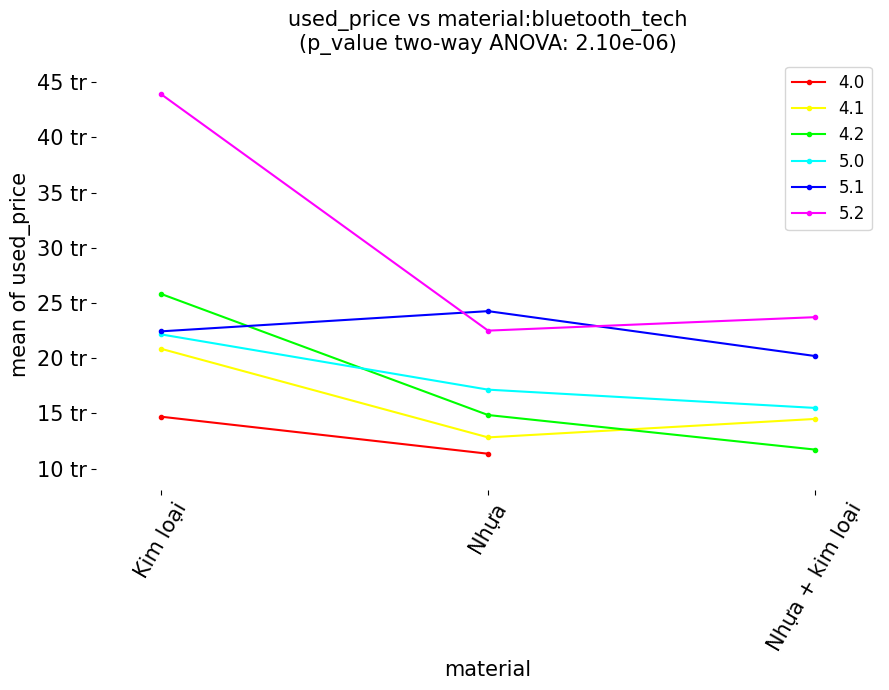 used_price vs material:bluetooth_tech
(p_value two-way ANOVA: 2.10e-06)
45 tr
40 tr
35 tr
30 tr
25 tr
20 tr
15 tr
10 tr
mean of used_price
4.0
4.1
4.2
5.0
5.1
5.2
Kim loại
Nhựa
Nhựa + kim loại
material